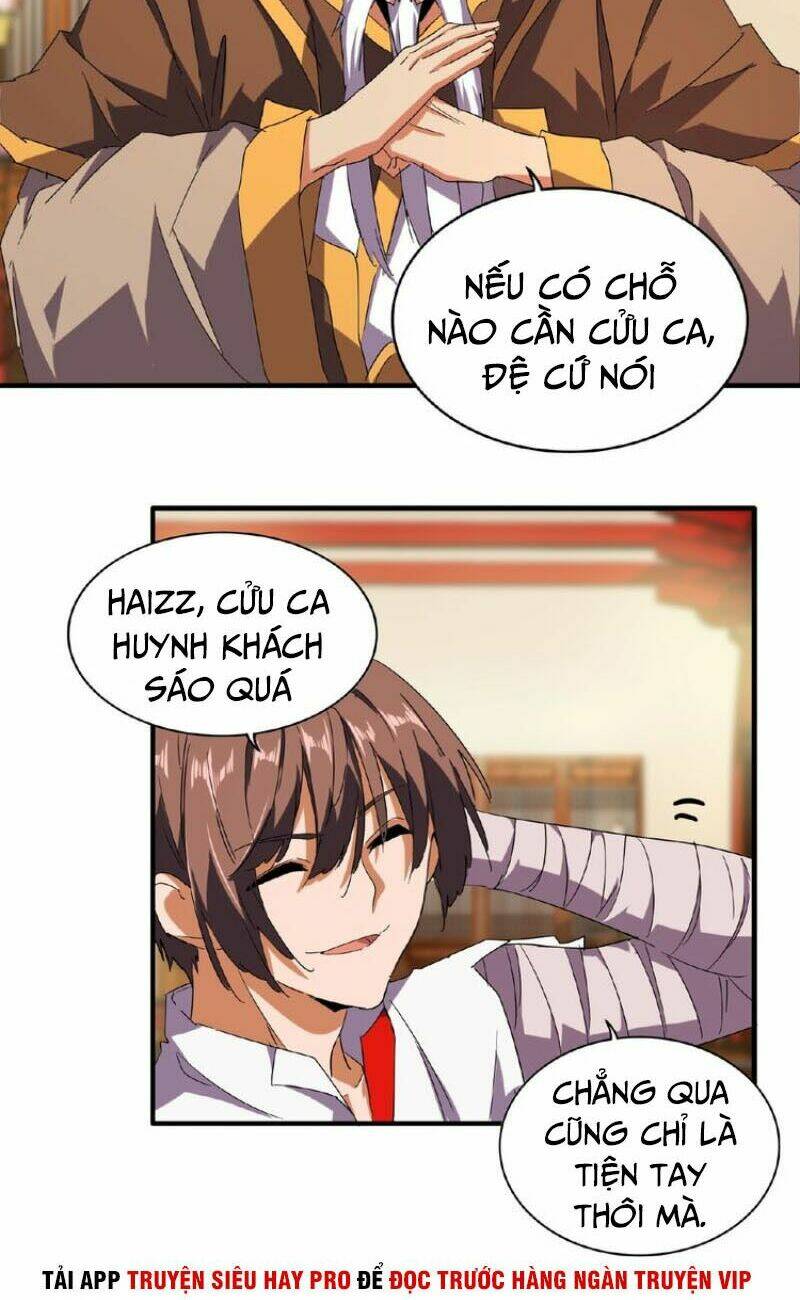 NẾU CÓ CHỖ
NÀO CẦN CỬU CA,
ĐỆ CỨ NÓI
HAIZZ, CỬU CA
HUYNH KHÁCH
SÁO QUÁ
CHẲNG QUA
CŨNG CHỈ LÀ
TIỆN TAY
THÔI MÀ.
TẢI APP TRUYỆN SIÊU HAY PRO ĐỂ ĐỌC TRƯỚC HÀNG NGÀN TRUYỆN VIP